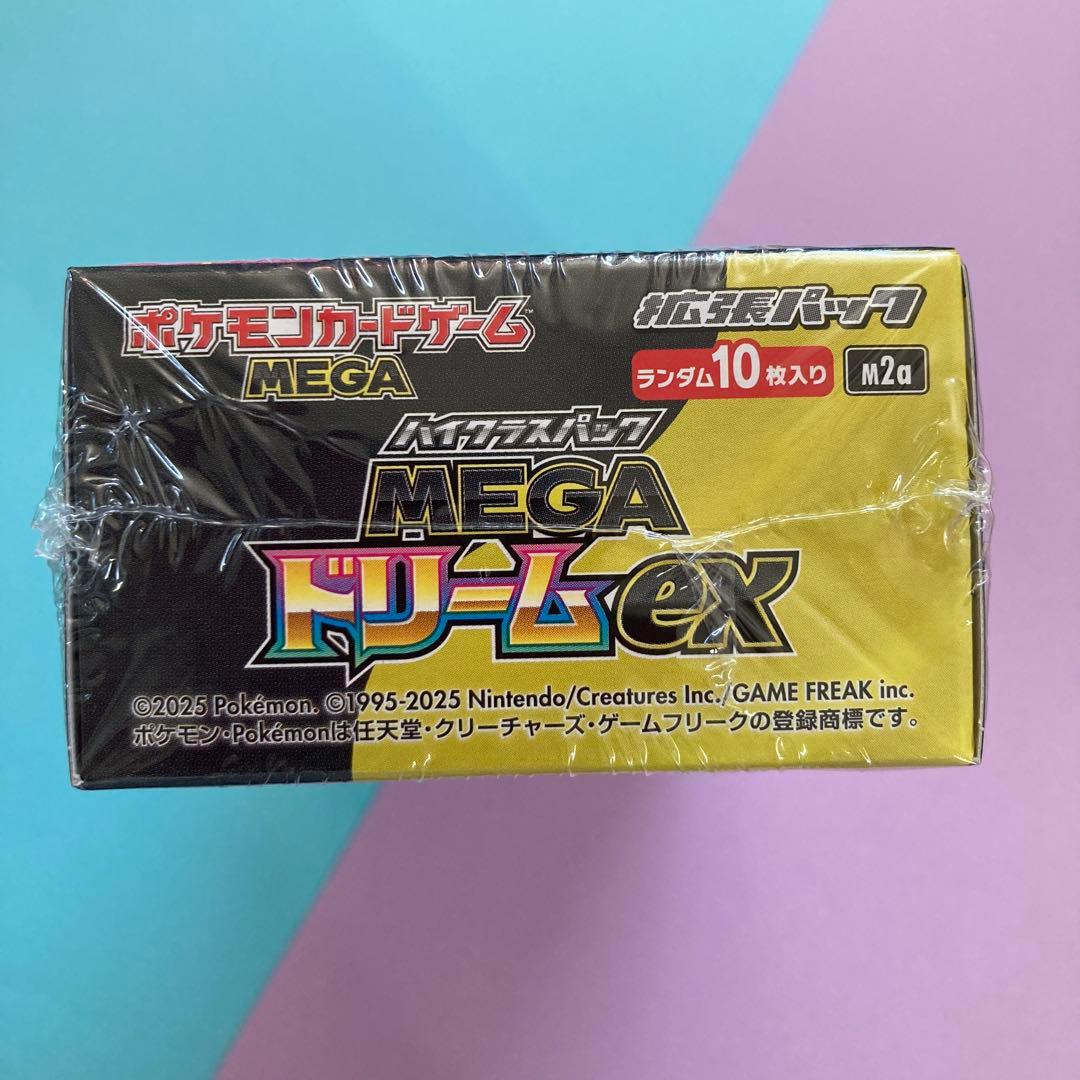 ポケモンカードゲーム™
MEGA
拡張パック
ランダム10枚入り
M2a
ハイクラスパック
MEGA
ドリームex
©2025 Pokémon. ©1995-2025 Nintendo/Creatures Inc./GAME FREAK inc.
ポケモン・Pokémonは任天堂・クリーチャーズ・ゲームフリークの登録商標です。